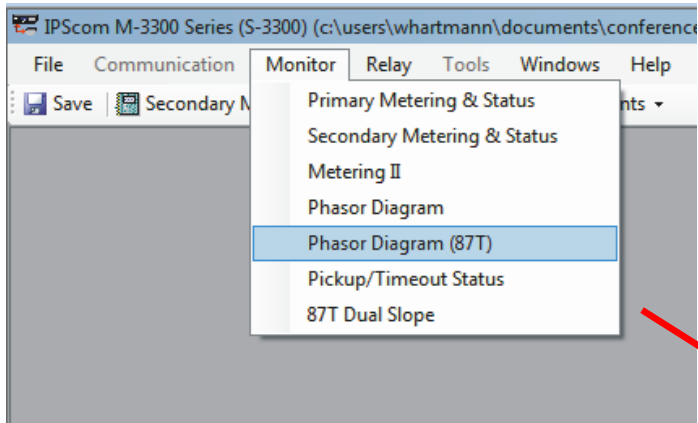 IPScom M-3300 Series (S-3300) (c:\users\whartmann\documents\conference
File Communication Monitor Relay Tools Windows Help
Save Secondary
Primary Metering & Status
Secondary Metering & Status
Metering II
Phasor Diagram
Phasor Diagram (87T)
Pickup/Timeout Status
87T Dual Slope